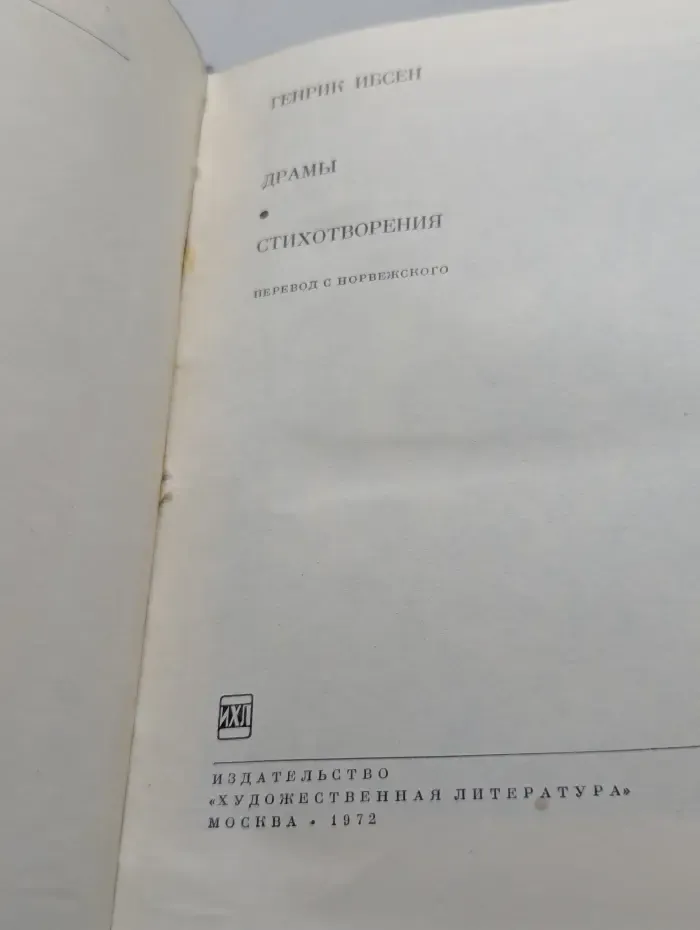 ГЕНРИК ИБСЕН
ДРАМЫ
•
СТИХОТВОРЕНИЯ
ПЕРЕВОД С НОРВЕЖСКОГО
ИХЛ
ИЗДАТЕЛЬСТВО
«ХУДОЖЕСТВЕННАЯ ЛИТЕРАТУРА»
МОСКВА • 1972